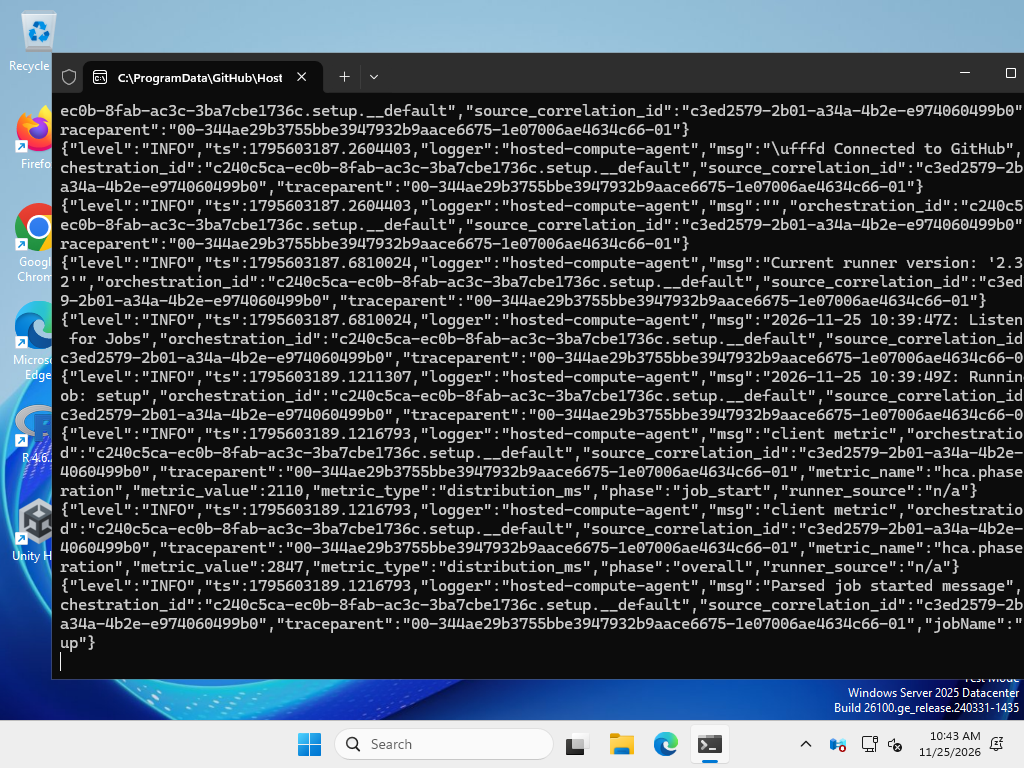 Recycle
Firefo
Google
Chrom
Microso
Edge
R 4.6.
Unity H
C:\ProgramData\GitHub\Host
ec0b-8fab-ac3c-3ba7cbe1736c.setup.__default","source_correlation_id":"c3ed2579-2b01-a34a-4b2e-e974060499b0"
raceparent":"00-344ae29b3755bbe3947932b9aace6675-1e07006ae4634c66-01"}
{"level":"INFO","ts":1795603187.2604403,"logger":"hosted-compute-agent","msg":"\ufffd Connected to GitHub",
chestration_id":"c240c5ca-ec0b-8fab-ac3c-3ba7cbe1736c.setup.__default","source_correlation_id":"c3ed2579-2b
a34a-4b2e-e974060499b0","traceparent":"00-344ae29b3755bbe3947932b9aace6675-1e07006ae4634c66-01"}
{"level":"INFO","ts":1795603187.2604403,"logger":"hosted-compute-agent","msg":"","orchestration_id":"c240c5
ec0b-8fab-ac3c-3ba7cbe1736c.setup.__default","source_correlation_id":"c3ed2579-2b01-a34a-4b2e-e974060499b0"
raceparent":"00-344ae29b3755bbe3947932b9aace6675-1e07006ae4634c66-01"}
{"level":"INFO","ts":1795603187.6810024,"logger":"hosted-compute-agent","msg":"Current runner version: '2.3
2'","orchestration_id":"c240c5ca-ec0b-8fab-ac3c-3ba7cbe1736c.setup.__default","source_correlation_id":"c3ed
9-2b01-a34a-4b2e-e974060499b0","traceparent":"00-344ae29b3755bbe3947932b9aace6675-1e07006ae4634c66-01"}
{"level":"INFO","ts":1795603187.6810024,"logger":"hosted-compute-agent","msg":"2026-11-25 10:39:47Z: Listen
for Jobs","orchestration_id":"c240c5ca-ec0b-8fab-ac3c-3ba7cbe1736c.setup.__default","source_correlation_id
c3ed2579-2b01-a34a-4b2e-e974060499b0","traceparent":"00-344ae29b3755bbe3947932b9aace6675-1e07006ae4634c66-0
{"level":"INFO","ts":1795603189.1211307,"logger":"hosted-compute-agent","msg":"2026-11-25 10:39:49Z: Runnin
ob: setup","orchestration_id":"c240c5ca-ec0b-8fab-ac3c-3ba7cbe1736c.setup.__default","source_correlation_id
c3ed2579-2b01-a34a-4b2e-e974060499b0","traceparent":"00-344ae29b3755bbe3947932b9aace6675-1e07006ae4634c66-0
{"level":"INFO","ts":1795603189.1216793,"logger":"hosted-compute-agent","msg":"client metric","orchestratio
d":"c240c5ca-ec0b-8fab-ac3c-3ba7cbe1736c.setup.__default","source_correlation_id":"c3ed2579-2b01-a34a-4b2e-
4060499b0","traceparent":"00-344ae29b3755bbe3947932b9aace6675-1e07006ae4634c66-01","metric_name":"hca.phase
ration","metric_value":2110,"metric_type":"distribution_ms","phase":"job_start","runner_source":"n/a"}
{"level":"INFO","ts":1795603189.1216793,"logger":"hosted-compute-agent","msg":"client metric","orchestratio
d":"c240c5ca-ec0b-8fab-ac3c-3ba7cbe1736c.setup.__default","source_correlation_id":"c3ed2579-2b01-a34a-4b2e-
4060499b0","traceparent":"00-344ae29b3755bbe3947932b9aace6675-1e07006ae4634c66-01","metric_name":"hca.phase
ration","metric_value":2847,"metric_type":"distribution_ms","phase":"overall","runner_source":"n/a"}
{"level":"INFO","ts":1795603189.1216793,"logger":"hosted-compute-agent","msg":"Parsed job started message",
chestration_id":"c240c5ca-ec0b-8fab-ac3c-3ba7cbe1736c.setup.__default","source_correlation_id":"c3ed2579-2b
a34a-4b2e-e974060499b0","traceparent":"00-344ae29b3755bbe3947932b9aace6675-1e07006ae4634c66-01","jobName":"
up"}
Test Mode
Windows Server 2025 Datacenter
Build 26100.ge_release.240331-1435
Search
10:43 AM
11/25/2026